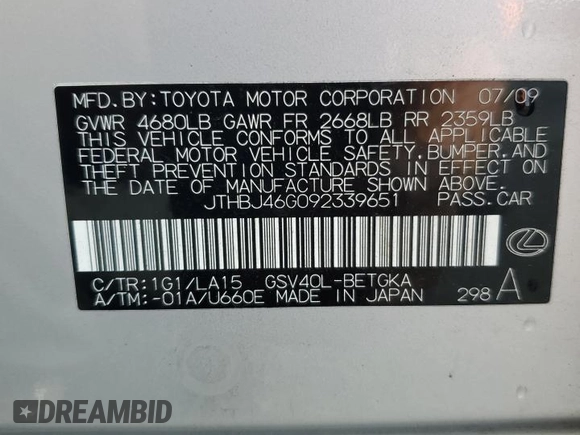 MFD.BY:TOYOTA MOTOR CORPORATION 07/09
GVWR 4680LB GAWR FR 2668LB RR 2359LB
THIS VEHICLE CONFORMS TO ALL APPLICABLE
FEDERAL MOTOR VEHICLE SAFETY,BUMPER,AND
THEFT PREVENTION STANDARDS IN EFFECT ON
THE DATE OF MANUFACTURE SHOWN ABOVE.
JTHBJ46G092339651 PASS.CAR
C/TR:1G1/LA15 GSV40L-BETGKA
A/TM:-01A/U660E MADE IN JAPAN 298 A
DREAMBID